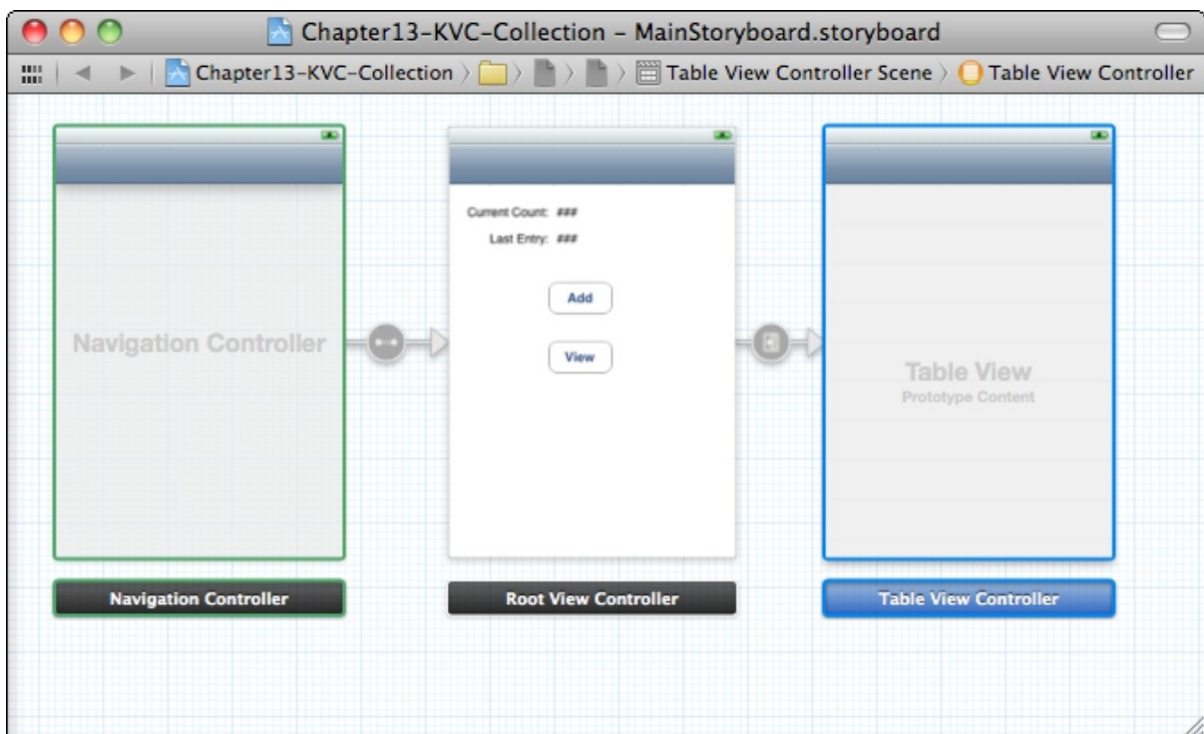 Chapter13-KVC-Collection – MainStoryboard.storyboard
Chapter13-KVC-Collection Table View Controller Scene Table View Controller
Current Count: ###
Last Entry: ###
Add
View
Navigation Controller
Table View
Prototype Content
Navigation Controller
Root View Controller
Table View Controller